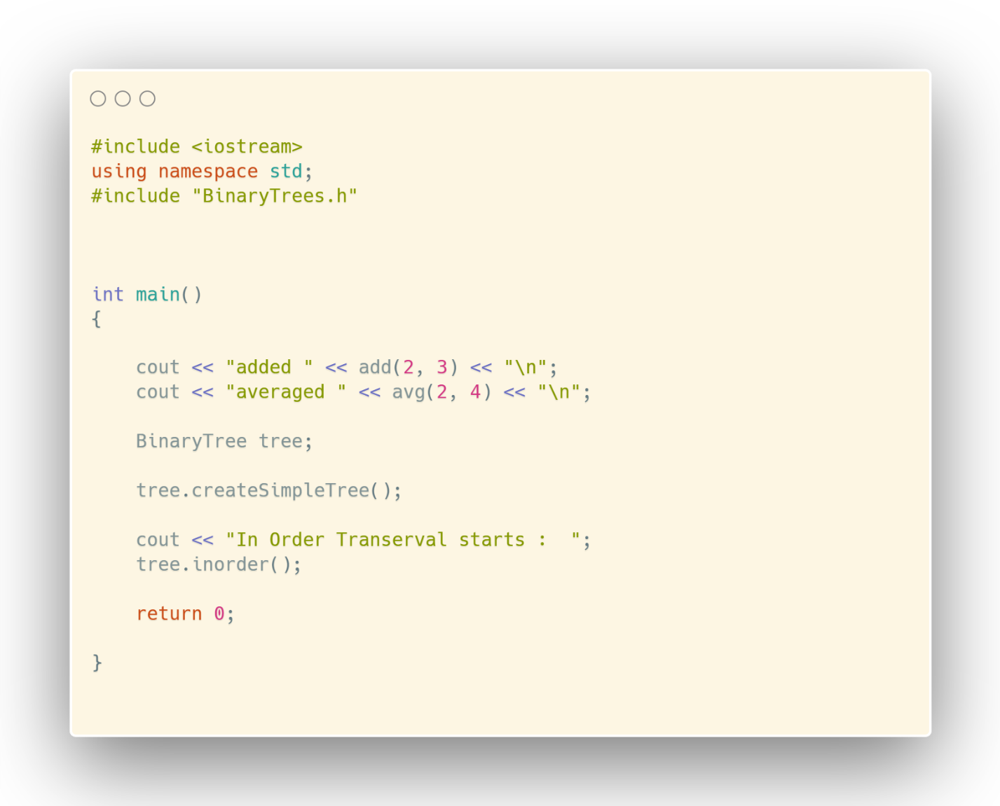 #include <iostream>
using namespace std;
#include "BinaryTrees.h"
int main()
{
cout << "added " << add(2, 3) << "\n";
cout << "averaged " << avg(2, 4) << "\n";
BinaryTree tree;
tree.createSimpleTree();
cout << "In Order Transerval starts :  ";
tree.inorder();
return 0;
}